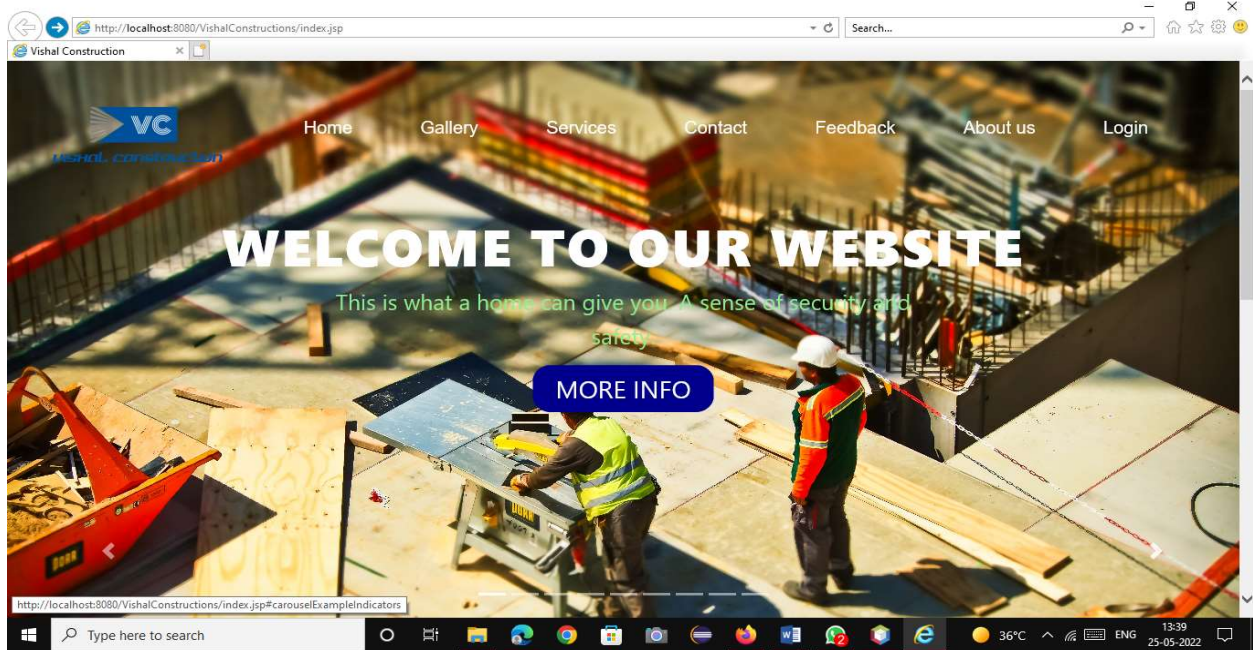 http://localhost:8080/VishalConstructions/index.jsp
Search...
Vishal Construction
VC
VISHAL CONSTRUCTION
Home Gallery Services Contact Feedback About us Login
WELCOME TO OUR WEBSITE
This is what a home can give you. A sense of security and
safety
MORE INFO
http://localhost:8080/VishalConstructions/index.jsp#carouselExampleIndicators
Type here to search
36°C
ENG
13:39
25-05-2022